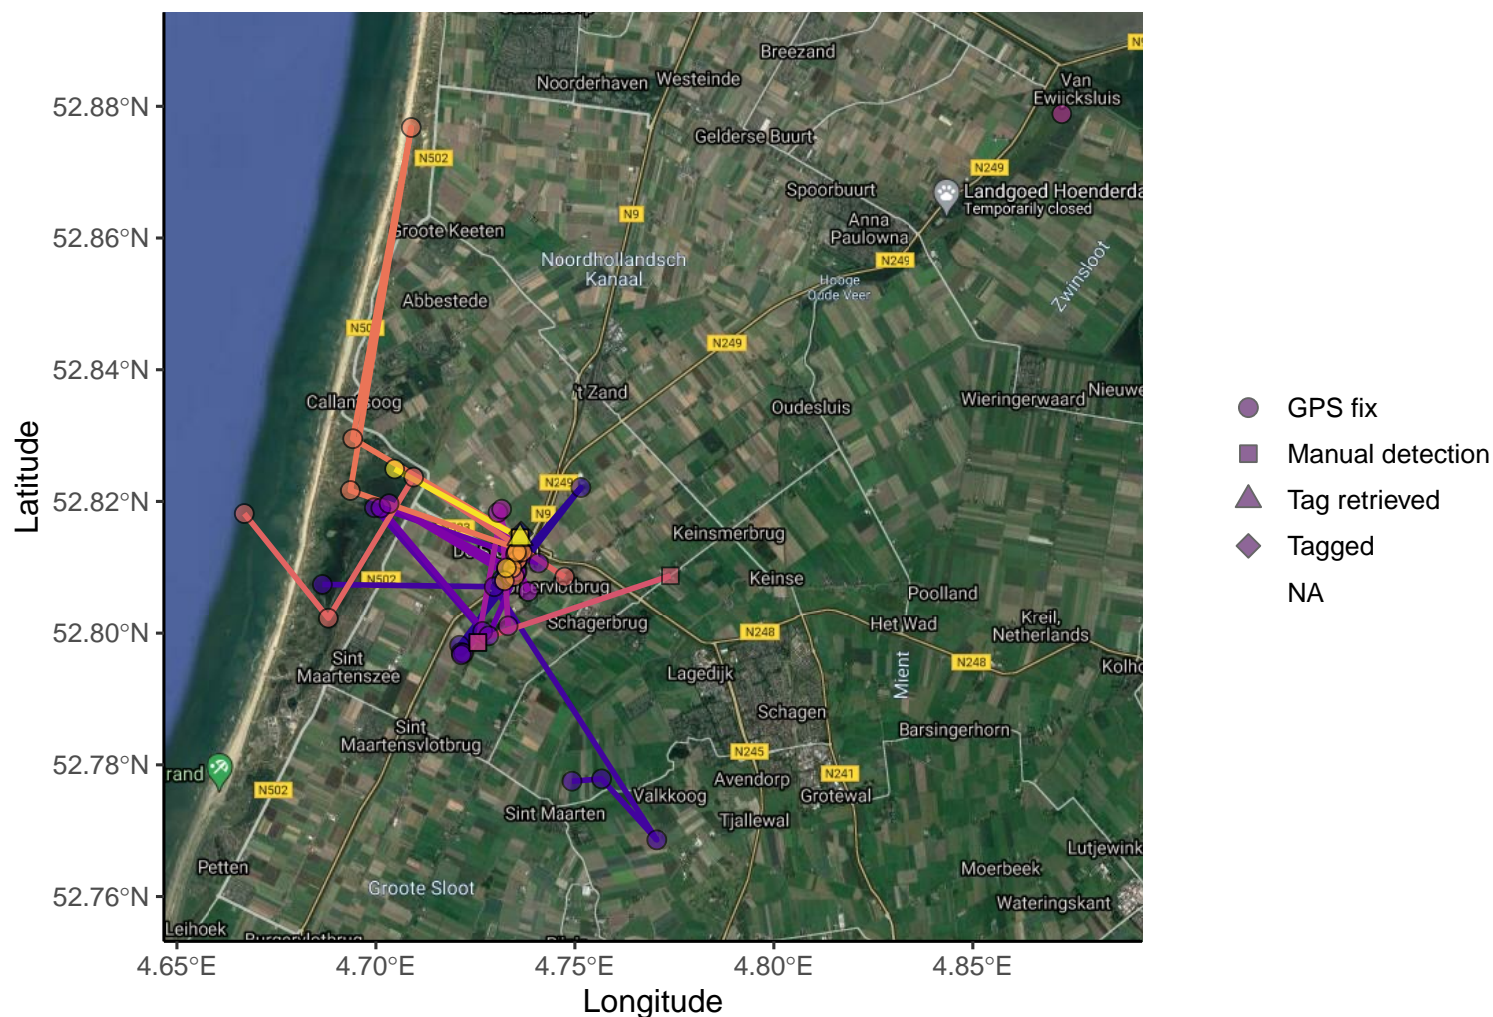 Breezand
Noorderhaven
Westeinde
Van
Ewijcksluis
52.88°N
Gelderse Buurt
N502
N249
Spoorbuurt
Landgoed Hoenderda
Temporarily closed
N9
Anna
Paulowna
Groote Keeten
52.86°N
Noordhollandsch
Kanaal
N249
Zwinsloot
Hooge
Oude Veer
Abbestede
N249
52.84°N
't Zand
Callantsoog
Oudesluis
Wieringerwaard
Nieuwe
GPS fix
Manual detection
Tag retrieved
Tagged
NA
Latitude
52.82°N
N249
N9
Keinsmerbrug
N502
Keinse
Poolland
Schagerbrug
Het Wad
Kreil,
Netherlands
52.80°N
N248
N248
Sint
Maartenszee
Lagedijk
Mient
Kolho
Sint
Maartensvlotbrug
Schagen
Barsingerhorn
52.78°N
rand
N502
N245
N241
Avendorp
Valkkoog
Grotewal
Sint Maarten
Tjallewal
Lutjewink
Petten
Moerbeek
52.76°N
Groote Sloot
Wateringskant
Leihoek
Burgervlotbrug
4.65°E
4.70°E
4.75°E
4.80°E
4.85°E
Longitude